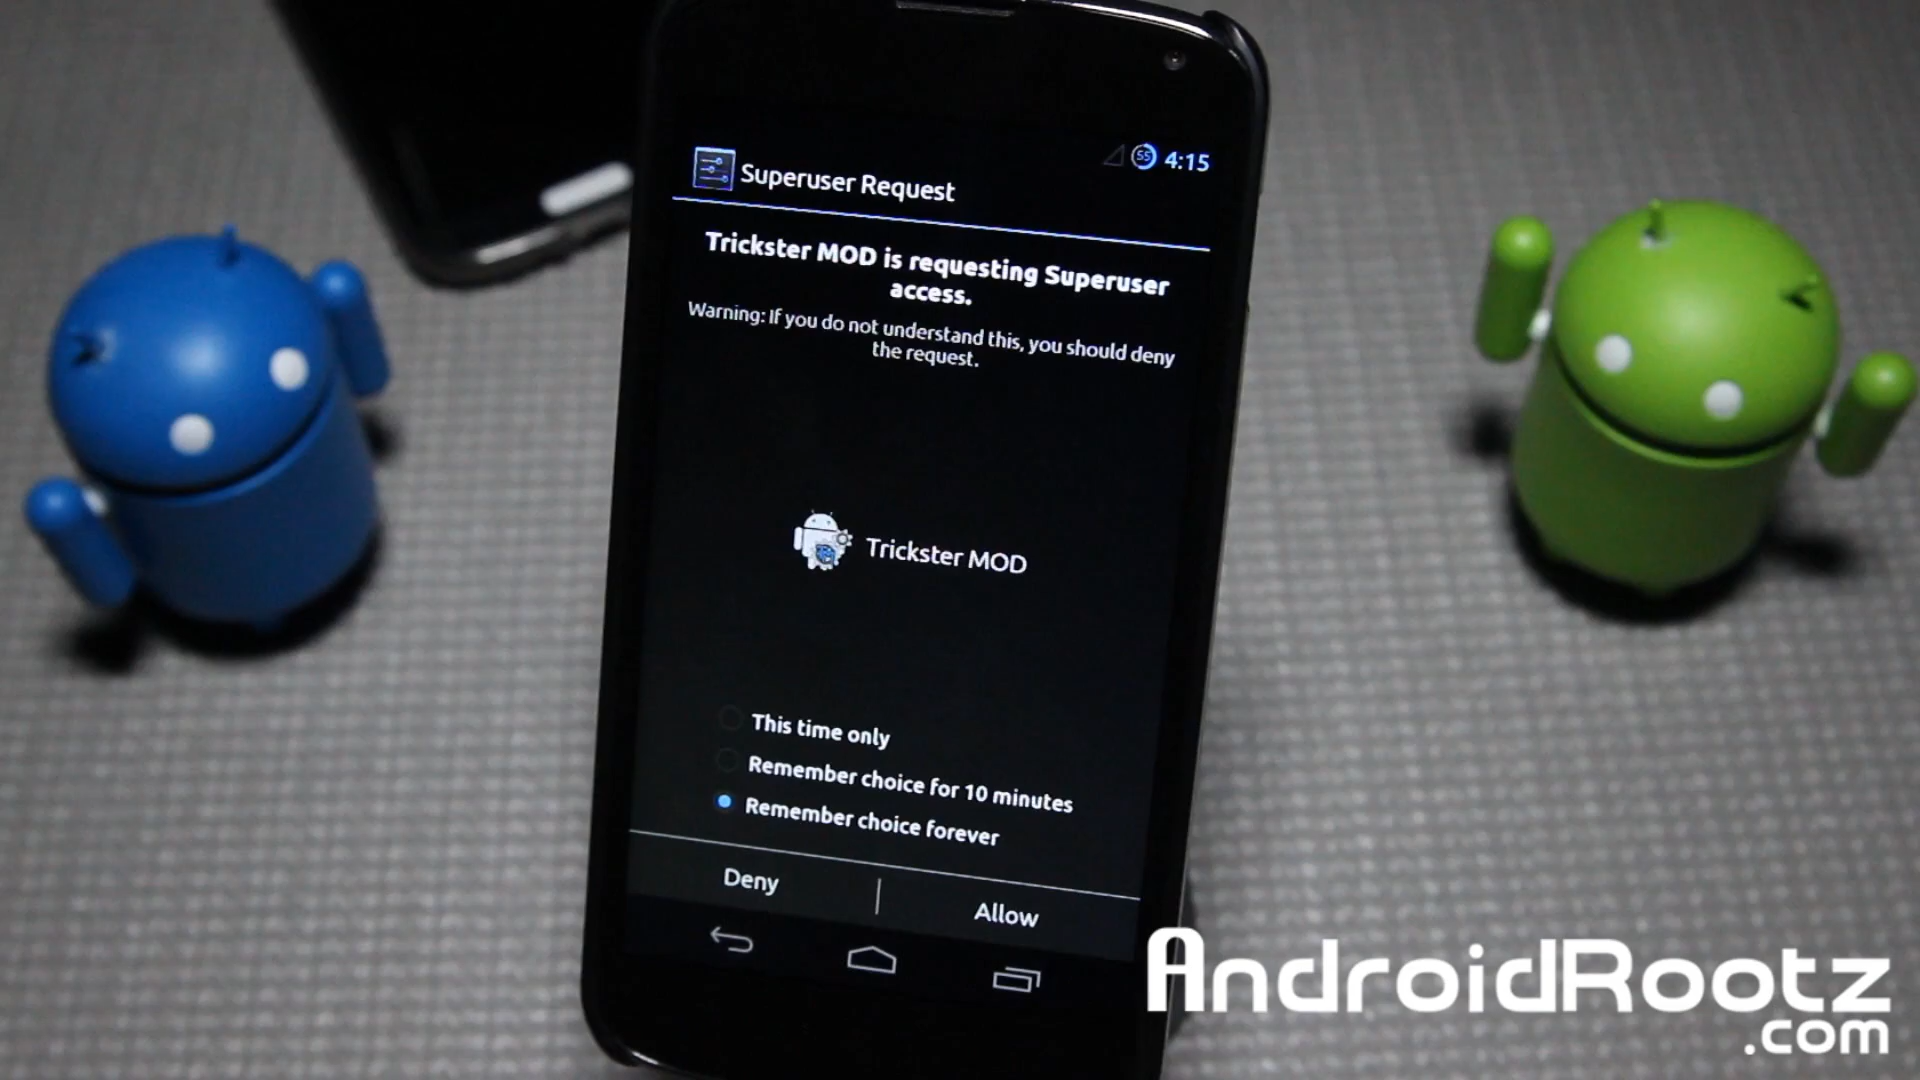 55 4:15
Superuser Request
Trickster MOD is requesting Superuser
access.
Warning: If you do not understand this, you should deny
the request.
Trickster MOD
This time only
Remember choice for 10 minutes
Remember choice forever
Deny
Allow
AndroidRootz
.com